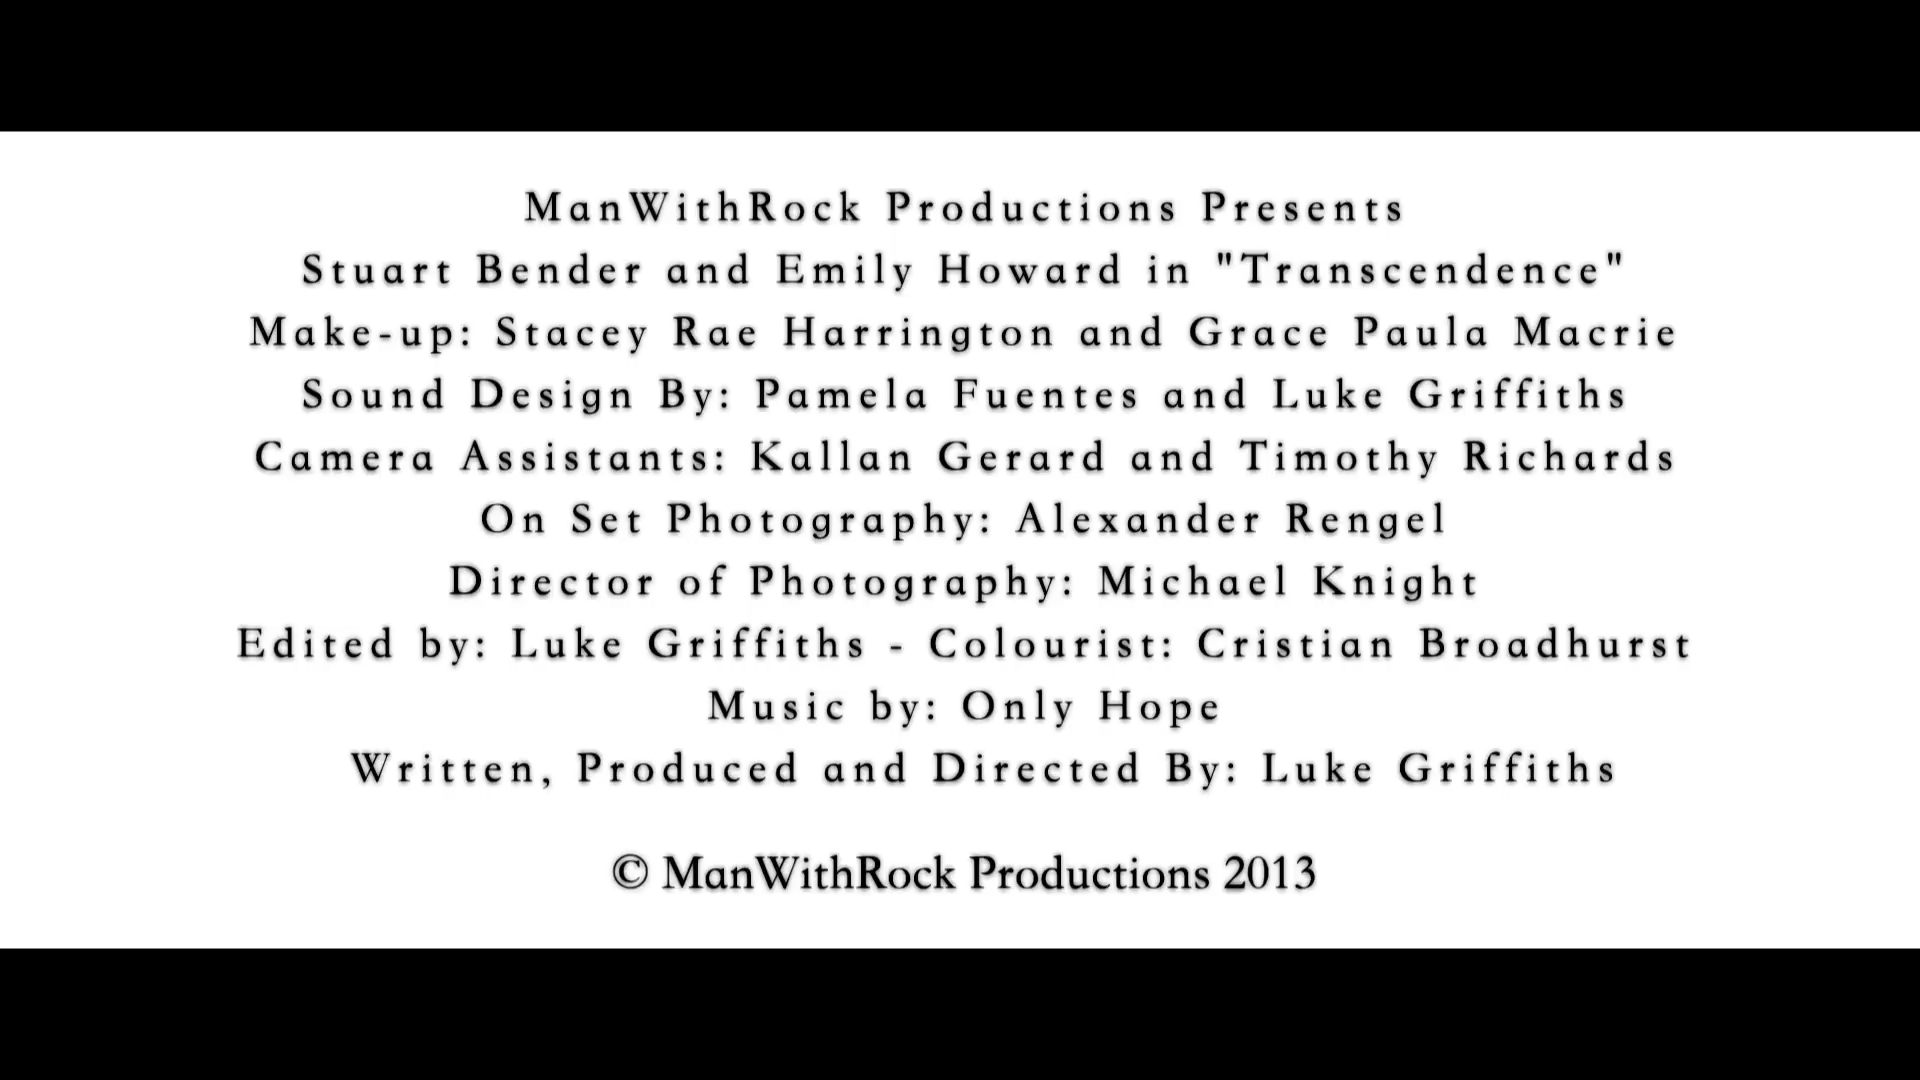 ManWithRock Productions Presents
Stuart Bender and Emily Howard in "Transcendence"
Make-up: Stacey Rae Harrington and Grace Paula Macrie
Sound Design By: Pamela Fuentes and Luke Griffiths
Camera Assistants: Kallan Gerard and Timothy Richards
On Set Photography: Alexander Rengel
Director of Photography: Michael Knight
Edited by: Luke Griffiths - Colourist: Cristian Broadhurst
Music by: Only Hope
Written, Produced and Directed By: Luke Griffiths
© ManWithRock Productions 2013